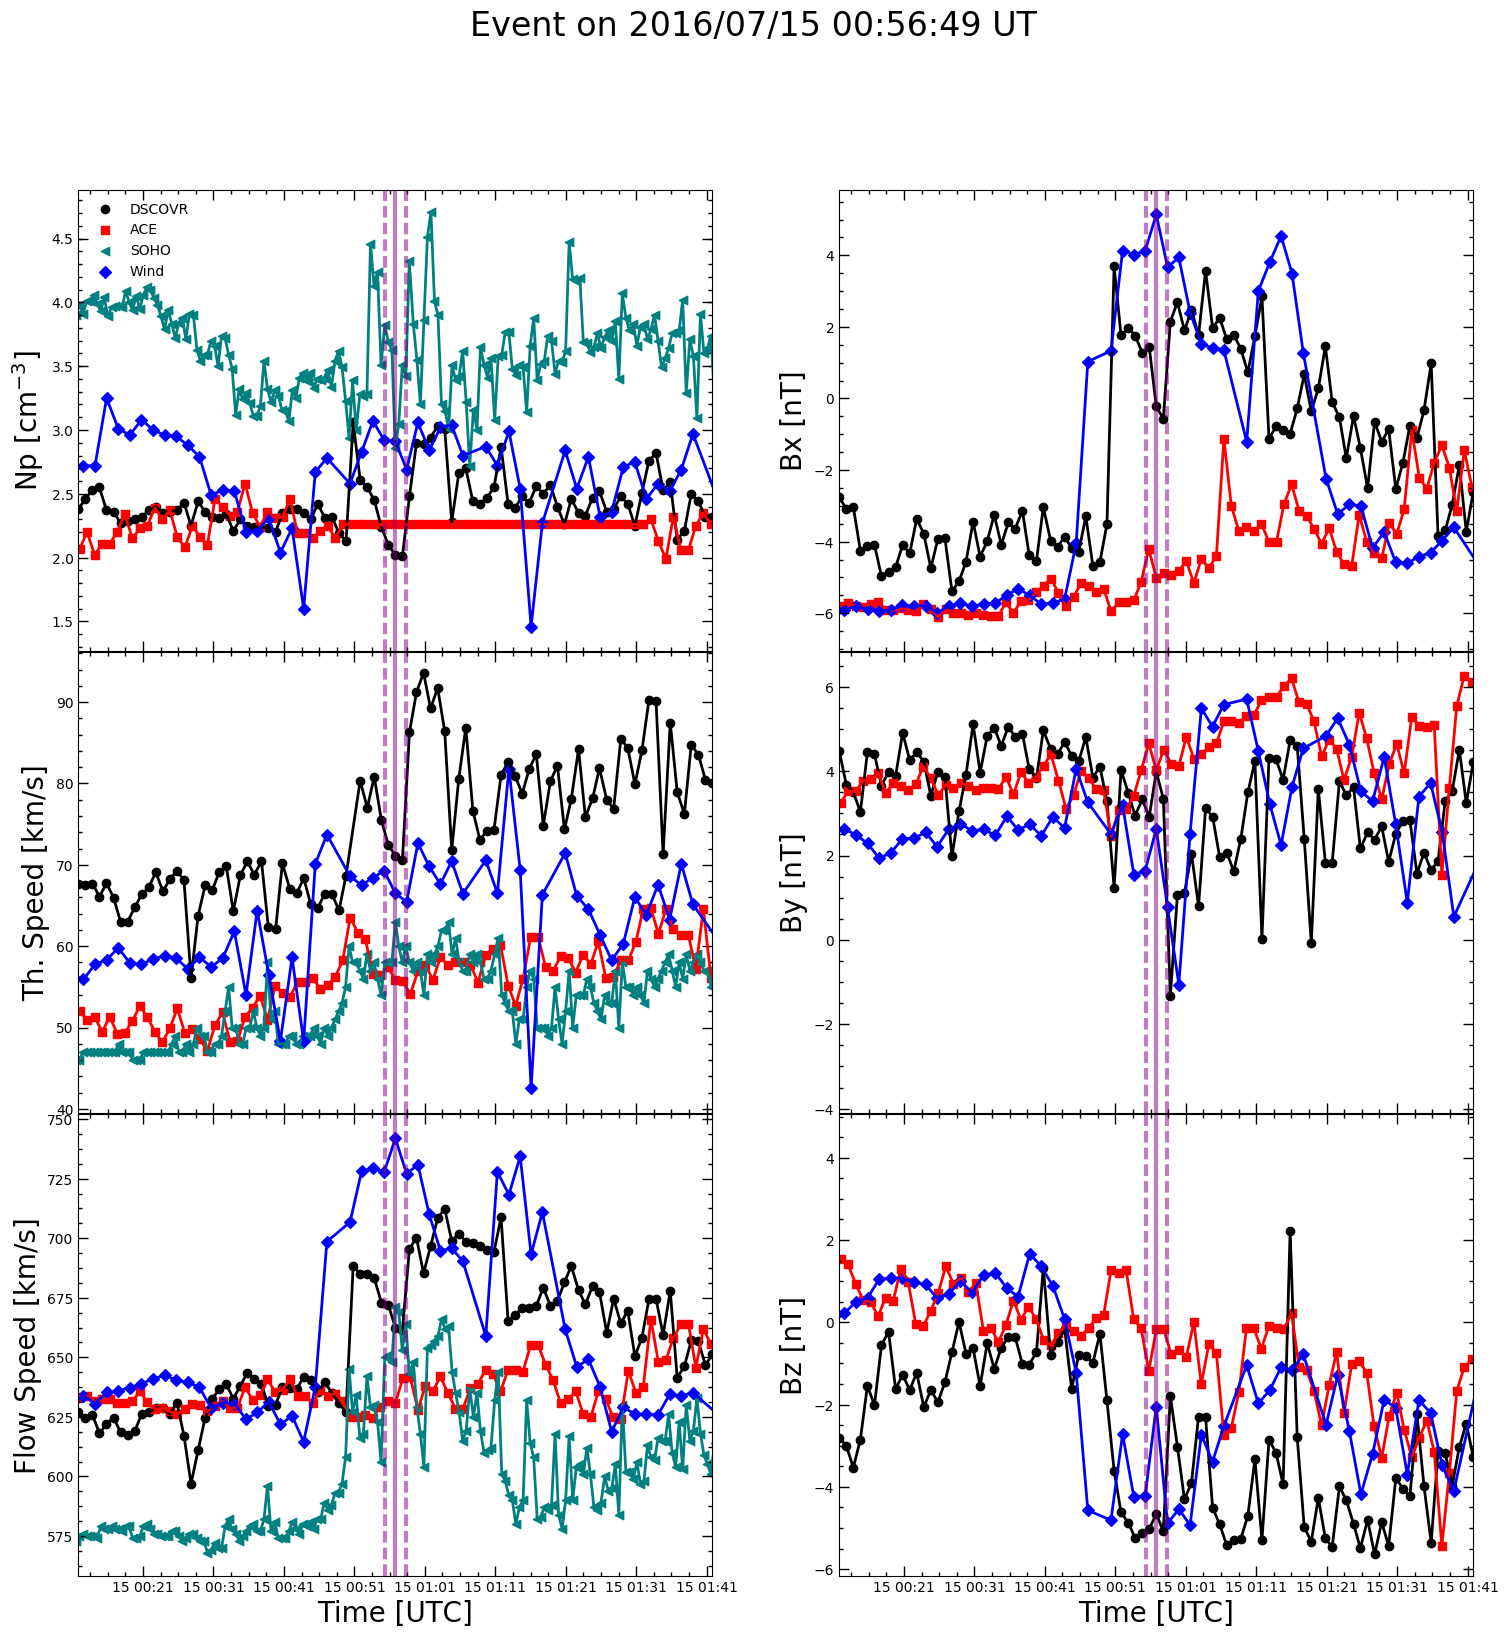 Event on 2016/07/15 00:56:49 UT
DSCOVR
ACE
SOHO
Wind
Np [cm⁻³]
4.5
4.0
3.5
3.0
2.5
2.0
1.5
Bx [nT]
4
2
0
−2
−4
−6
Th. Speed [km/s]
90
80
70
60
50
40
By [nT]
6
4
2
0
−2
−4
Flow Speed [km/s]
750
725
700
675
650
625
600
575
Bz [nT]
4
2
0
−2
−4
−6
15 00:21 15 00:31 15 00:41 15 00:51 15 01:01 15 01:11 15 01:21 15 01:31 15 01:41
Time [UTC]
15 00:21 15 00:31 15 00:41 15 00:51 15 01:01 15 01:11 15 01:21 15 01:31 15 01:41
Time [UTC]